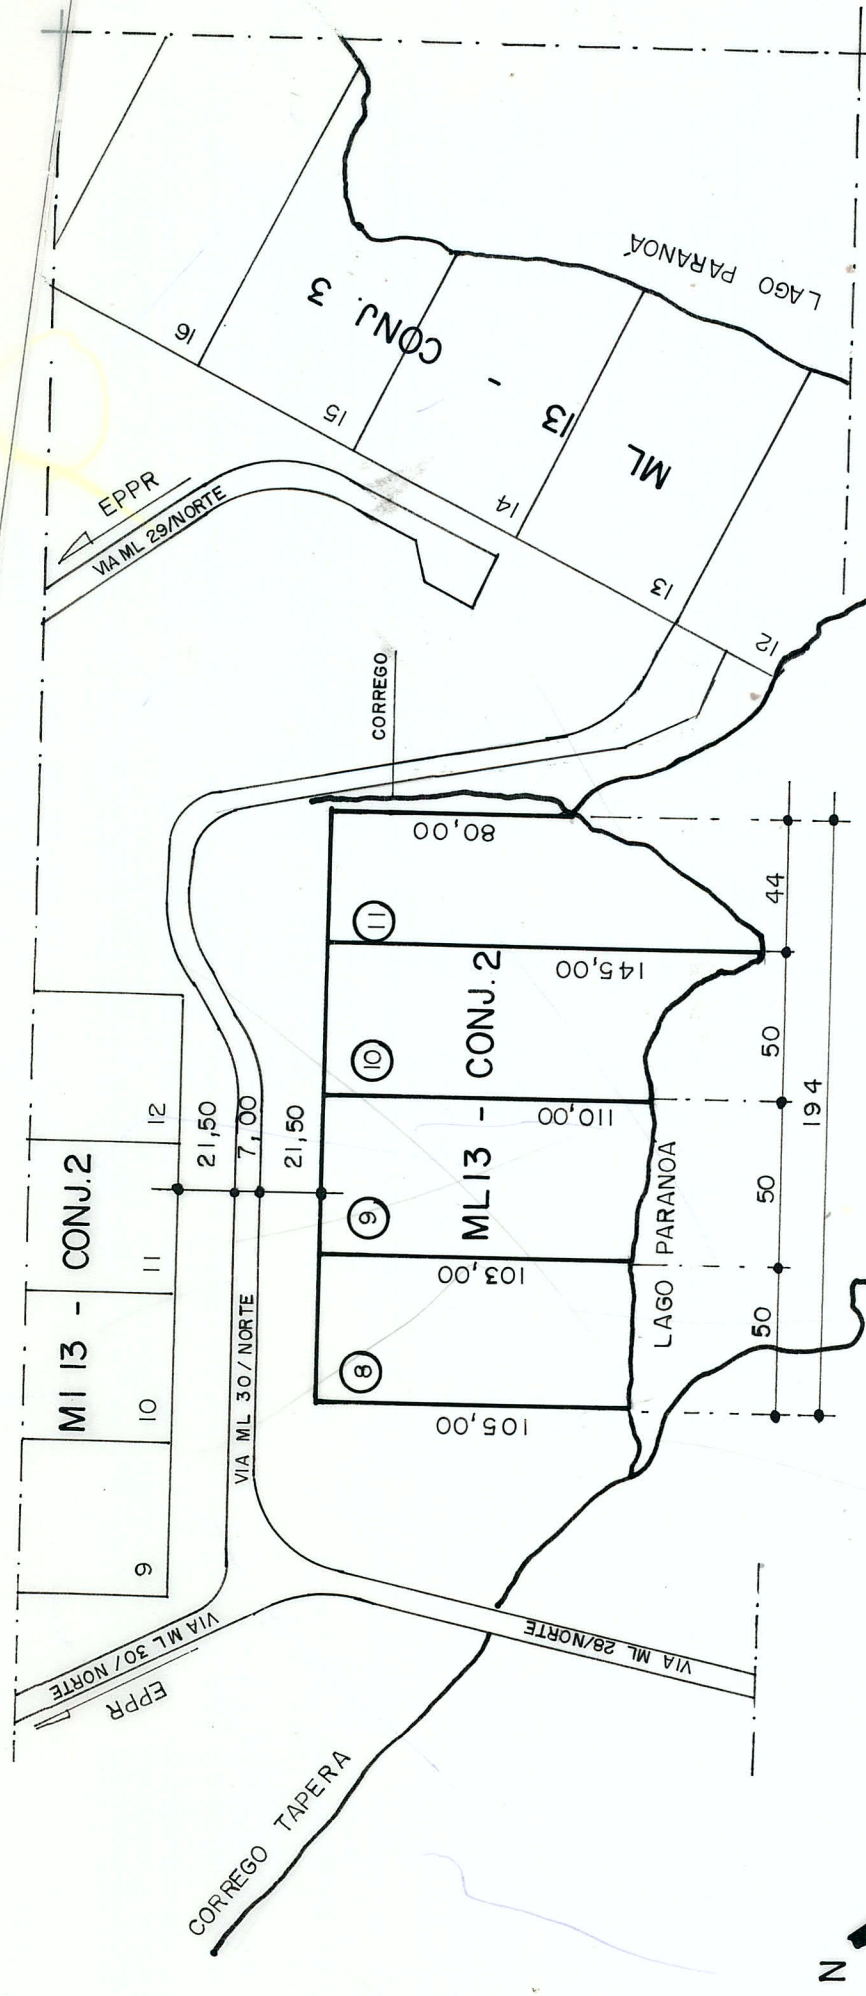 16
15
14
13
12
ML 13 - CONJ. 3
LAGO PARANOÁ
EPPR
VIA ML 29/NORTE
CORREGO
80,00
11
44
145,00
10
50
ML 13 - CONJ. 2
110,00
9
50
194
103,00
8
50
105,00
LAGO PARANOA
12
11
10
9
MI 13 - CONJ. 2
21,50
7,00
21,50
VIA ML 30/NORTE
VIA ML 30/NORTE
EPPR
VIA ML 28/NORTE
CORREGO TAPERA
N